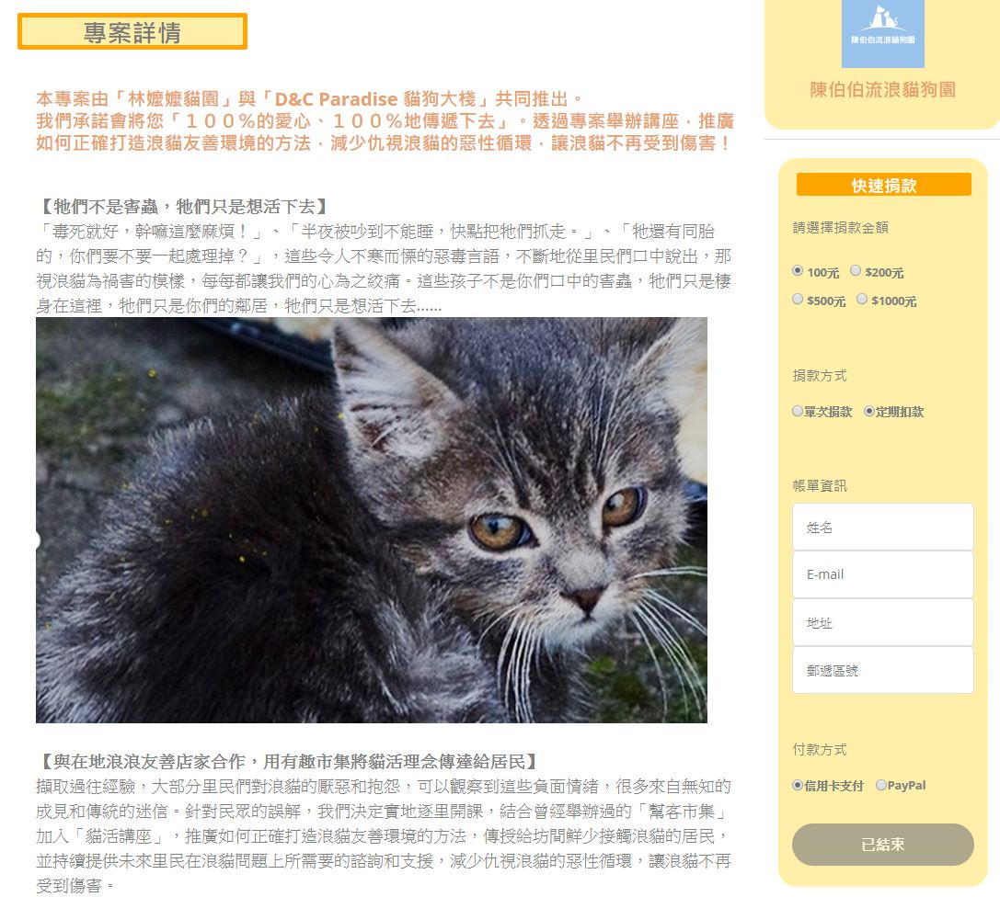 專案詳情
本專案由「林嬤嬤貓園」與「D&C Paradise 貓狗大棧」共同推出。
我們承諾會將您「１００％的愛心、１００％地傳遞下去」。透過專案舉辦講座，推廣
如何正確打造浪貓友善環境的方法，減少仇視浪貓的惡性循環，讓浪貓不再受到傷害！
【牠們不是害蟲，牠們只是想活下去】
「毒死就好，幹嘛這麼麻煩！」、「半夜被吵到不能睡，快點把牠們抓走。」、「牠還有同胎
的，你們要不要一起處理掉？」，這些令人不寒而慄的惡毒言語，不斷地從里民們口中說出，那
視浪貓為禍害的模樣，每每都讓我們的心為之絞痛。這些孩子不是你們口中的害蟲，牠們只是棲
身在這裡，牠們只是你們的鄰居，牠們只是想活下去......
【與在地浪浪友善店家合作，用有趣市集將貓活理念傳達給居民】
擷取過往經驗，大部分里民們對浪貓的厭惡和抱怨，可以觀察到這些負面情緒，很多來自無知的
成見和傳統的迷信。針對民眾的誤解，我們決定實地逐里開課，結合曾經舉辦過的「幫客市集」
加入「貓活講座」，推廣如何正確打造浪貓友善環境的方法，傳授給坊間鮮少接觸浪貓的居民，
並持續提供未來里民在浪貓問題上所需要的諮詢和支援，減少仇視浪貓的惡性循環，讓浪貓不再
受到傷害。
陳伯伯流浪貓狗園
陳伯伯流浪貓狗園
快速捐款
請選擇捐款金額
100元 $200元
$500元 $1000元
捐款方式
單次捐款 定期扣款
帳單資訊
姓名
E-mail
地址
郵遞區號
付款方式
信用卡支付 PayPal
已結束